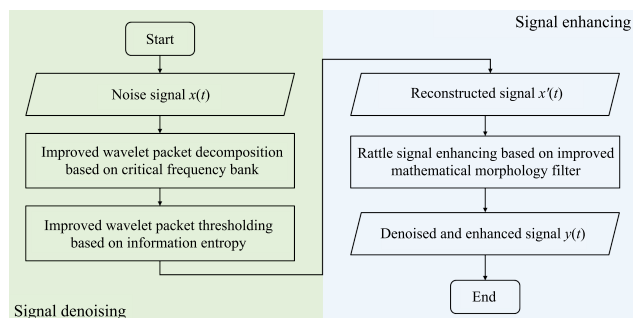 Start
Noise signal x(t)
Improved wavelet packet decomposition
based on critical frequency bank
Improved wavelet packet thresholding
based on information entropy
Signal denoising
Signal enhancing
Reconstructed signal x'(t)
Rattle signal enhancing based on improved
mathematical morphology filter
Denoised and enhanced signal y(t)
End